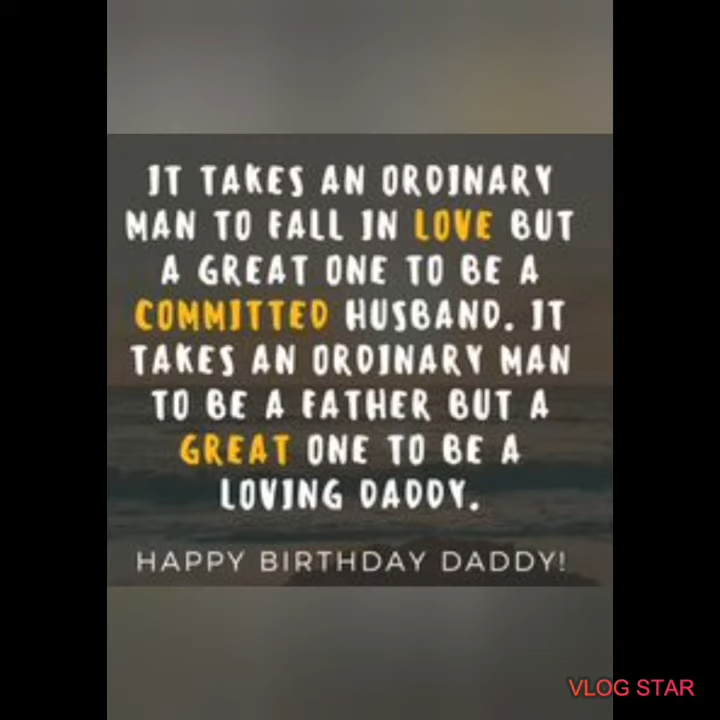 IT TAKES AN ORDINARY
MAN TO FALL IN LOVE BUT
A GREAT ONE TO BE A
COMMITTED HUSBAND. IT
TAKES AN ORDINARY MAN
TO BE A FATHER BUT A
GREAT ONE TO BE A
LOVING DADDY.
HAPPY BIRTHDAY DADDY!
VLOG STAR